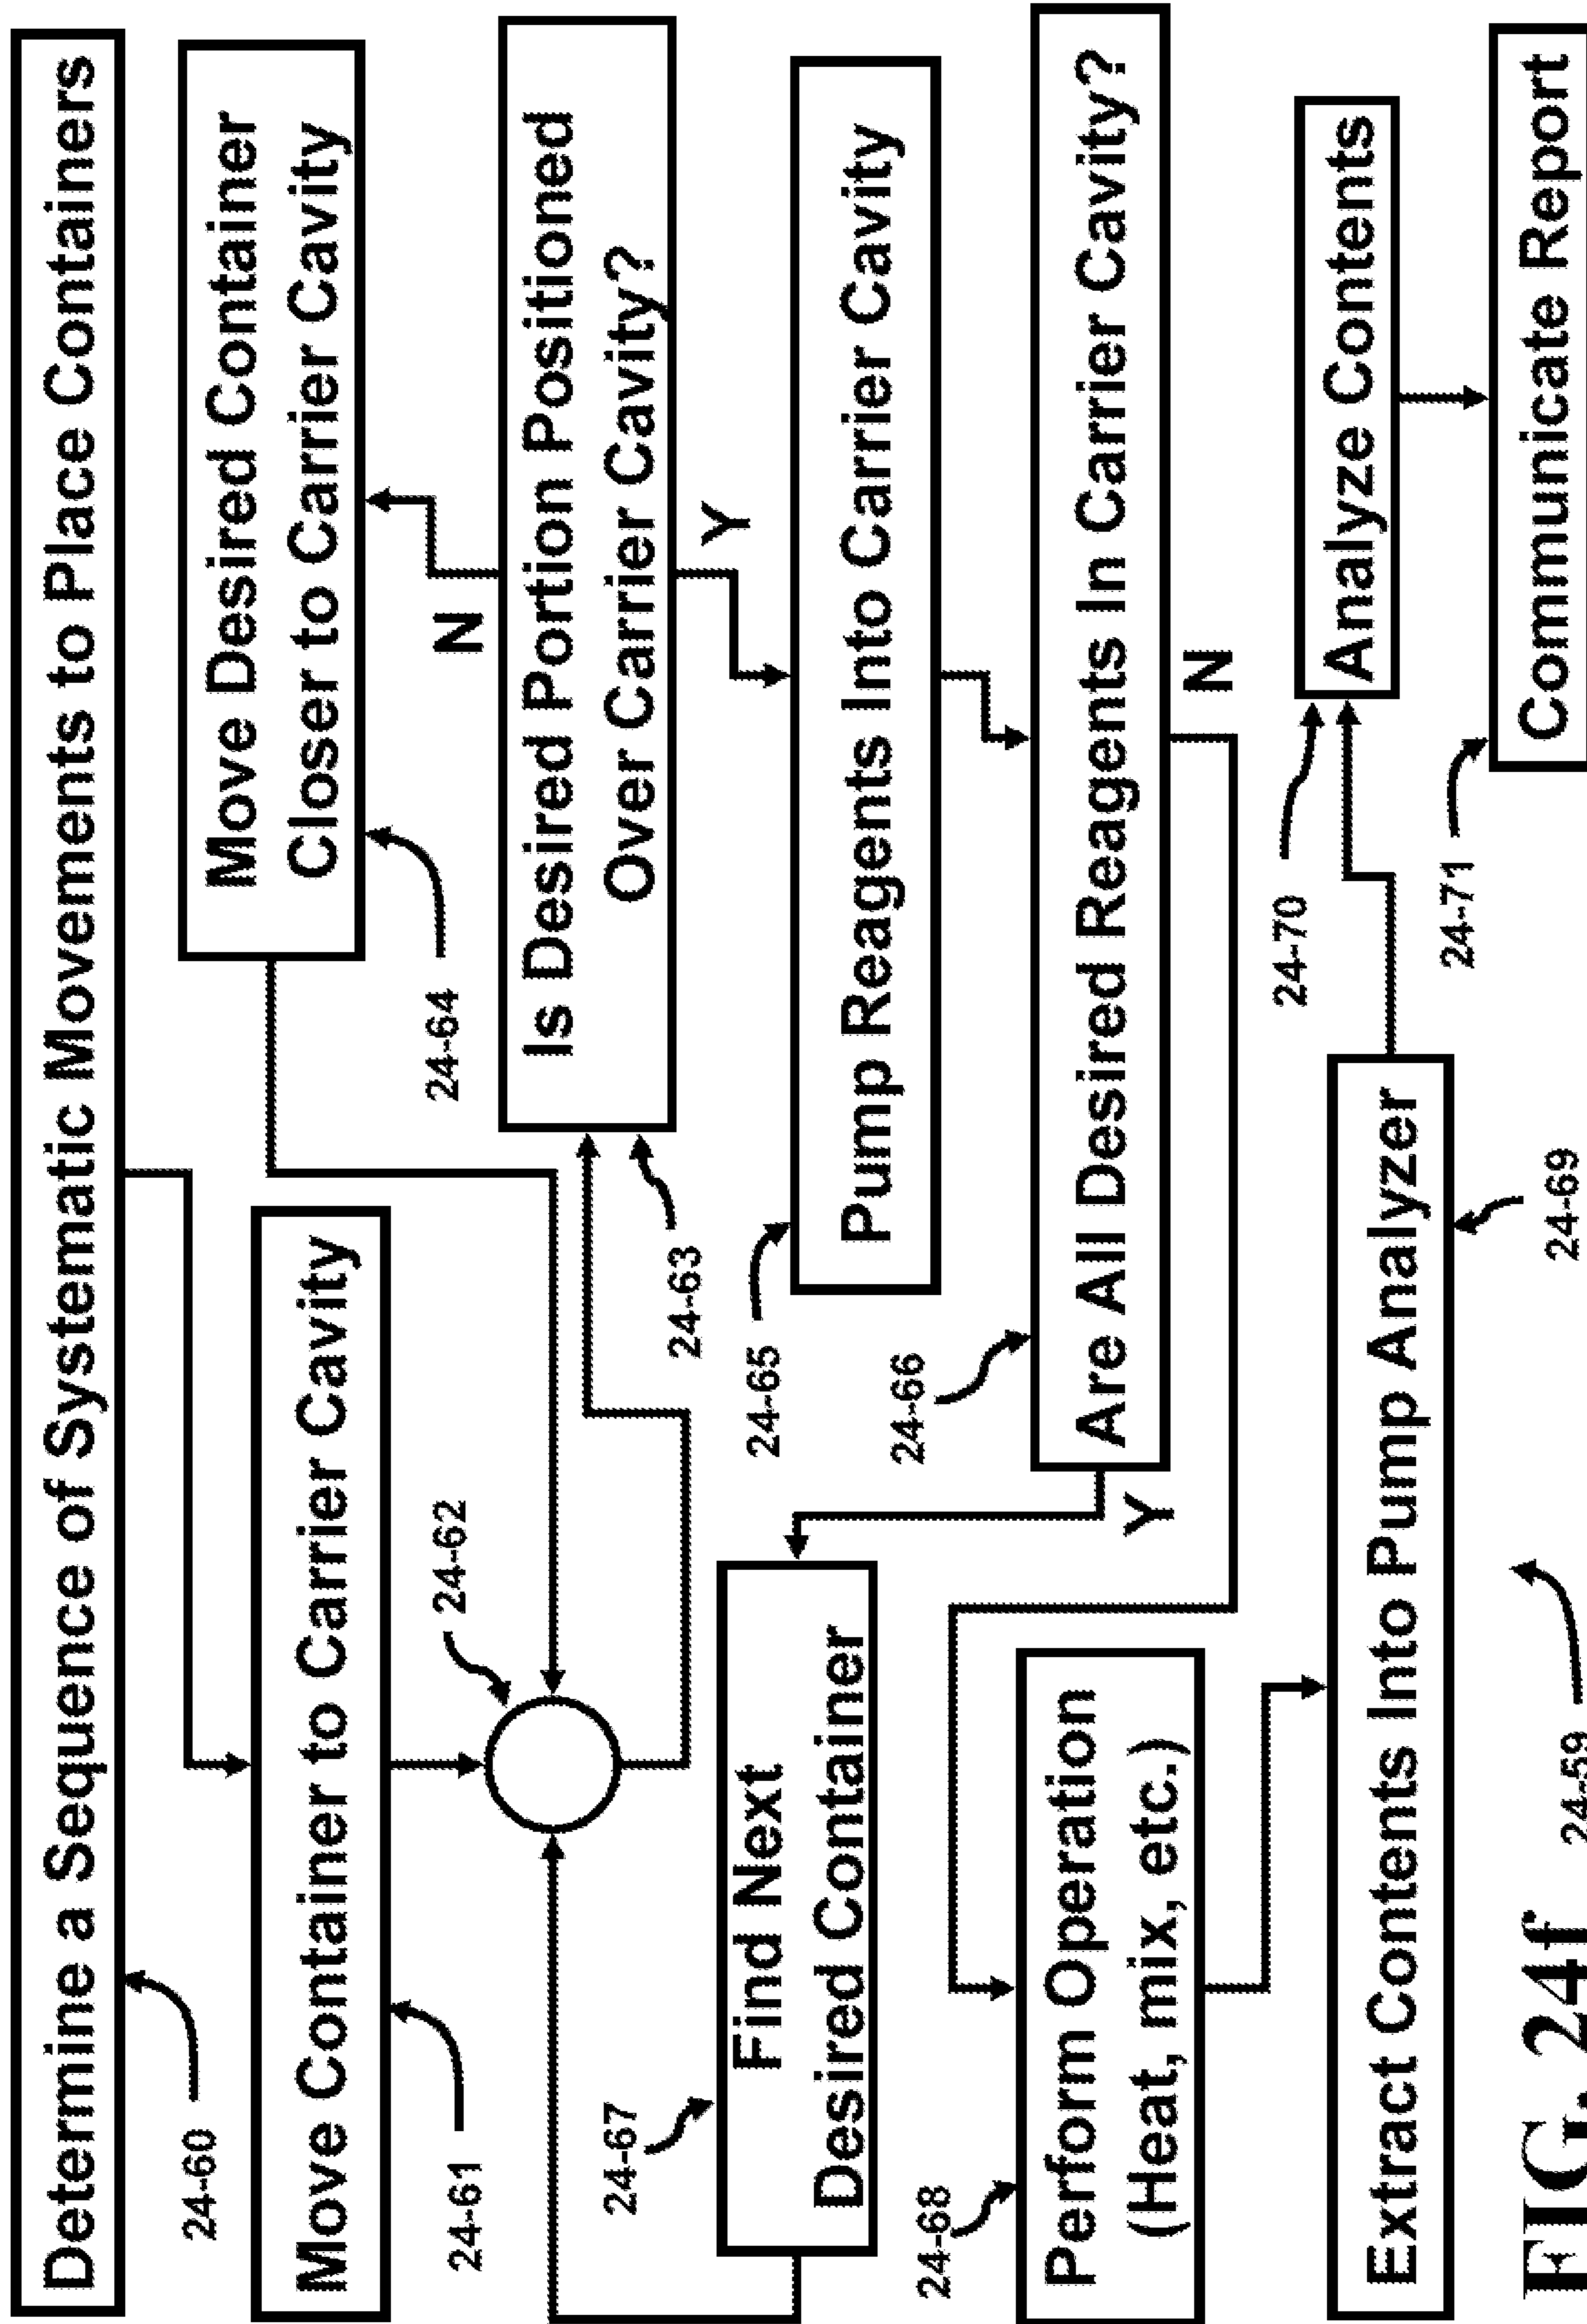 Determine a Sequence of Systematic Movements to Place Containers
24-60
Move Container to Carrier Cavity
24-61
Move Desired Container
Closer to Carrier Cavity
24-64
24-62
N
Is Desired Portion Positioned
Over Carrier Cavity?
24-63
Y
24-67
Find Next
Desired Container
24-65
Pump Reagents Into Carrier Cavity
24-66
Are All Desired Reagents In Carrier Cavity?
Y
N
24-68
Perform Operation
(Heat, mix, etc.)
24-70
Analyze Contents
Extract Contents Into Pump Analyzer
24-69
24-71
Communicate Report
FIG. 24f
24-59